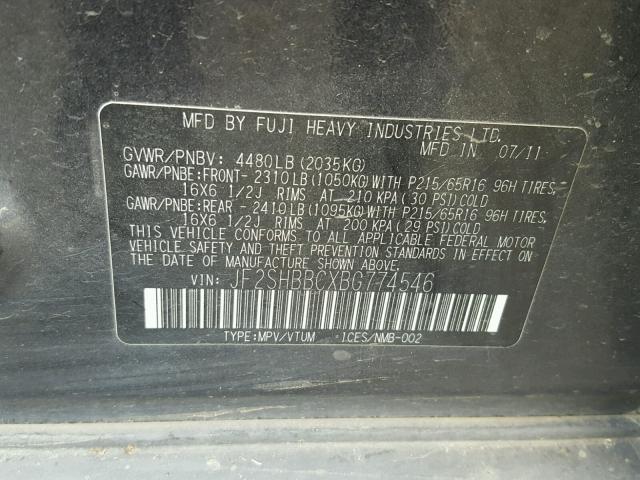 MFD BY FUJI HEAVY INDUSTRIES LTD.
MFD IN 07/11
GVWR/PNBV: 4480LB(2035KG)
GAWR/PNBE:FRONT- 2310LB(1050KG)WITH P215/65R16 96H TIRES,
16X6 1/2J RIMS AT 210 KPA(30 PSI)COLD
GAWR/PNBE:REAR - 2410LB(1095KG)WITH P215/65R16 96H TIRES,
16X6 1/2J RIMS AT 200 KPA(29 PSI)COLD
THIS VEHICLE CONFORMS TO ALL APPLICABLE FEDERAL MOTOR
VEHICLE SAFETY AND THEFT PREVENTION STANDARDS IN EFFECT ON
THE DATE OF MANUFACTURE SHOWN ABOVE.
VIN: JF2SHBBCXBG774546
TYPE:MPV/VTUM ICES/NMB-002